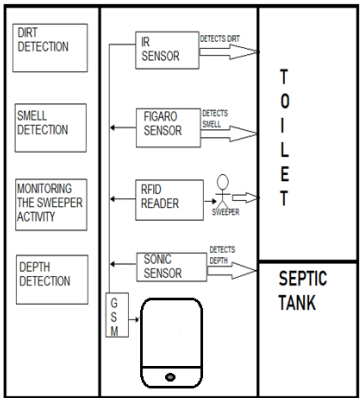 DIRT
DETECTION
SMELL
DETECTION
MONITORING
THE SWEEPER
ACTIVITY
DEPTH
DETECTION
IR
SENSOR
DETECTS DIRT
FIGARO
SENSOR
DETECTS
SMELL
RFID
READER
SWEEPER
SONIC
SENSOR
DETECTS
DEPTH
G
S
M
T
O
I
L
E
T
SEPTIC
TANK